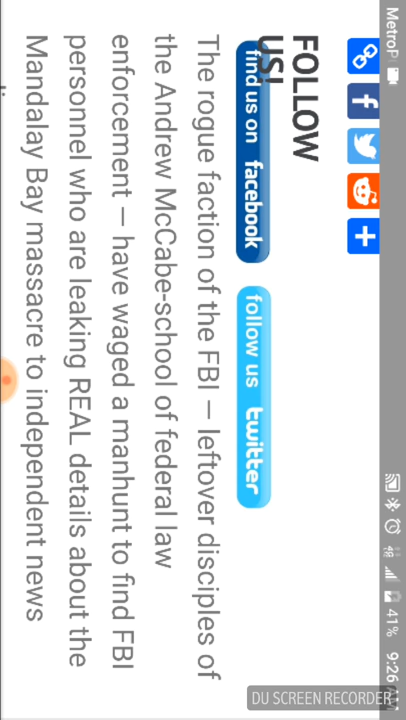 MetroP
41%
9:26 AM
FOLLOW
US!
find us on facebook
follow us twitter
The rogue faction of the FBI — leftover disciples of
the Andrew McCabe-school of federal law
enforcement — have waged a manhunt to find FBI
personnel who are leaking REAL details about the
Mandalay Bay massacre to independent news
DU SCREEN RECORDER